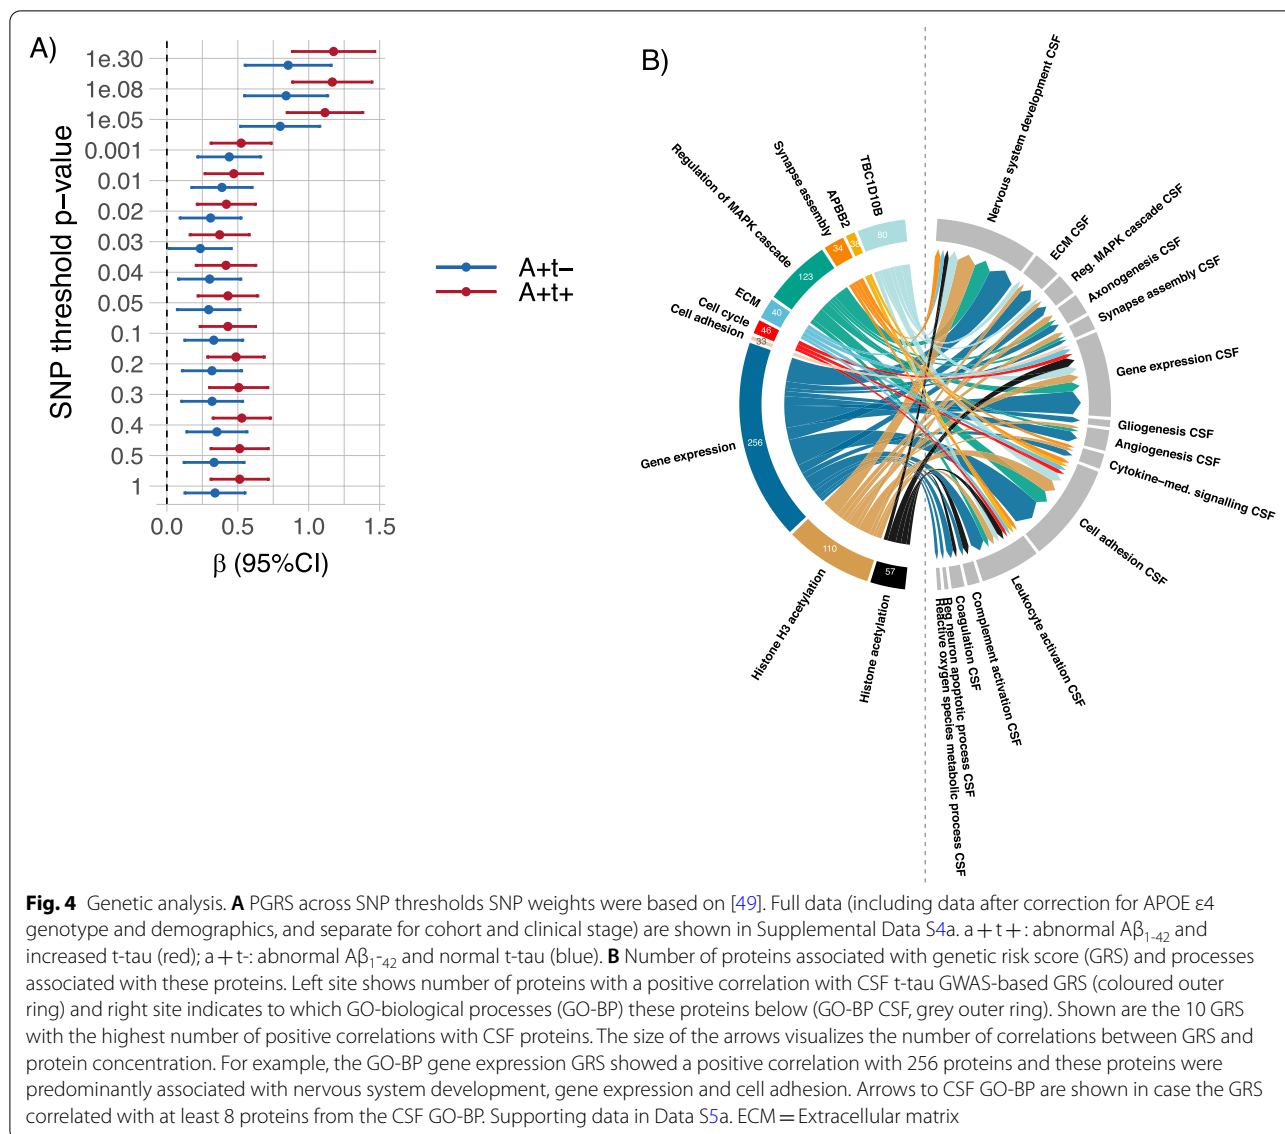 A)
SNP threshold p−value
1e.30
1e.08
1e.05
0.001
0.01
0.02
0.03
0.04
0.05
0.1
0.2
0.3
0.4
0.5
1
0.0 0.5 1.0 1.5
β (95%CI)
A+t−
A+t+
B)
TBC1D10B
APBB2
Synapse assembly
Regulation of MAPK
cascade
ECM
Cell cycle
Cell adhesion
Gene expression
Histone H3 acetylation
Histone acetylation
80
36
34
123
40
46
33
256
110
57
Nervous system development CSF
ECM CSF
Reg. MAPK cascade CSF
Axonogenesis CSF
Synapse assembly CSF
Gene expression CSF
Gliogenesis CSF
Angiogenesis CSF
Cytokine−med. signalling CSF
Cell adhesion CSF
Leukocyte activation CSF
Complement activation CSF
Coagulation CSF
Reg neuron apoptotic process CSF
Reactive oxygen species metabolic process CSF
Fig. 4 Genetic analysis. A PGRS across SNP thresholds SNP weights were based on [49]. Full data (including data after correction for APOE ε4
genotype and demographics, and separate for cohort and clinical stage) are shown in Supplemental Data S4a. a + t + : abnormal Aβ1-42 and
increased t-tau (red); a + t-: abnormal Aβ1-42 and normal t-tau (blue). B Number of proteins associated with genetic risk score (GRS) and processes
associated with these proteins. Left site shows number of proteins with a positive correlation with CSF t-tau GWAS-based GRS (coloured outer
ring) and right site indicates to which GO-biological processes (GO-BP) these proteins below (GO-BP CSF, grey outer ring). Shown are the 10 GRS
with the highest number of positive correlations with CSF proteins. The size of the arrows visualizes the number of correlations between GRS and
protein concentration. For example, the GO-BP gene expression GRS showed a positive correlation with 256 proteins and these proteins were
predominantly associated with nervous system development, gene expression and cell adhesion. Arrows to CSF GO-BP are shown in case the GRS
correlated with at least 8 proteins from the CSF GO-BP. Supporting data in Data S5a. ECM = Extracellular matrix